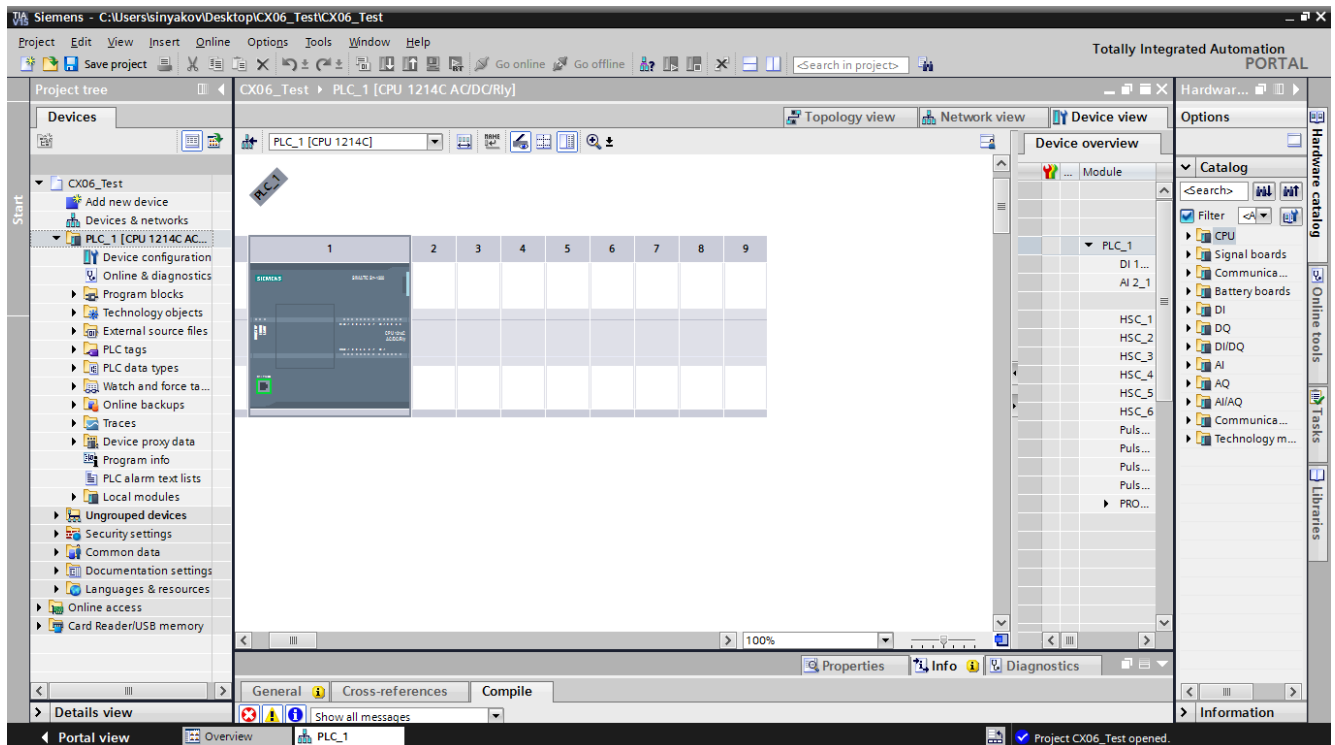 Siemens - C:\Users\sinyakov\Desktop\CX06_Test\CX06_Test
Project Edit View Insert Online Options Tools Window Help
Totally Integrated Automation
PORTAL
Save project
Go online
Go offline
<Search in project>
Project tree
CX06_Test
PLC_1 [CPU 1214C AC/DC/Rly]
Hardwar...
Devices
Topology view
Network view
Device view
Options
PLC_1 [CPU 1214C]
Device overview
Start
CX06_Test
Add new device
Devices & networks
PLC_1 [CPU 1214C AC...
Device configuration
Online & diagnostics
Program blocks
Technology objects
External source files
PLC tags
PLC data types
Watch and force ta...
Online backups
Traces
Device proxy data
Program info
PLC alarm text lists
Local modules
Ungrouped devices
Security settings
Common data
Documentation settings
Languages & resources
Online access
Card Reader/USB memory
PLC_1
1 2 3 4 5 6 7 8 9
SIEMENS
100%
... Module
PLC_1
DI 1...
AI 2_1
HSC_1
HSC_2
HSC_3
HSC_4
HSC_5
HSC_6
Puls...
Puls...
Puls...
Puls...
PRO...
Catalog
<Search>
Filter
<A
CPU
Signal boards
Communica...
Battery boards
DI
DQ
DI/DQ
AI
AQ
AI/AQ
Communica...
Technology m...
Hardware catalog
Online tools
Tasks
Libraries
Properties
Info
Diagnostics
General
Cross-references
Compile
Show all messages
Details view
Information
Portal view
Overview
PLC_1
Project CX06_Test opened.